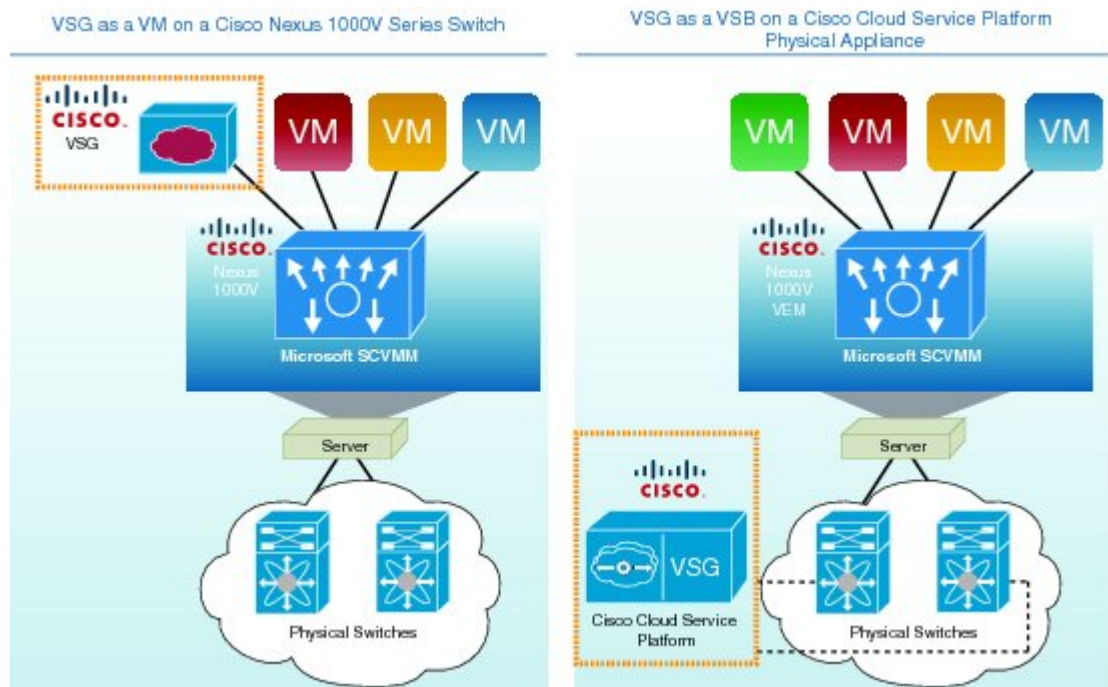 VSG as a VM on a Cisco Nexus 1000V Series Switch
CISCO.
VSG
VM
VM
VM
CISCO.
Nexus
1000V
Microsoft SCVMM
Server
Physical Switches
VSG as a VSB on a Cisco Cloud Service Platform
Physical Appliance
VM
VM
VM
VM
CISCO.
Nexus
1000V
VEM
Microsoft SCVMM
Server
CISCO.
VSG
Cisco Cloud Service
Platform
Physical Switches